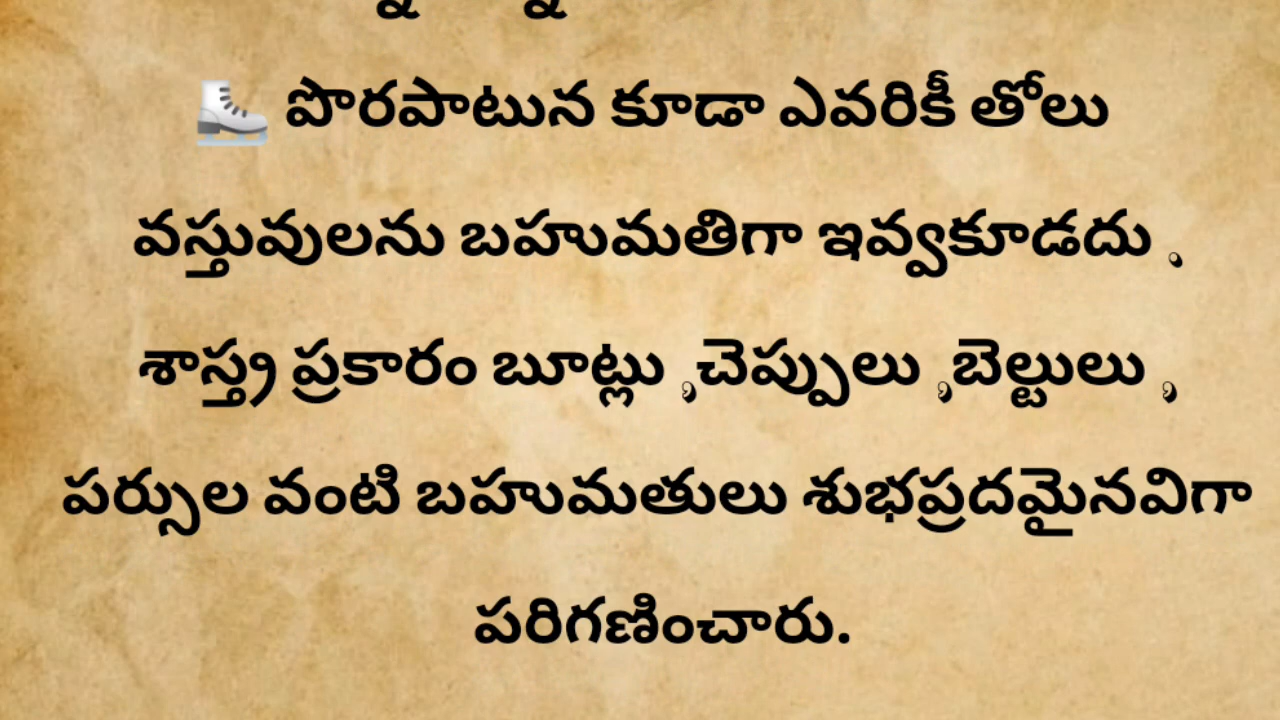 ⛸️ పొరపాటున కూడా ఎవరికీ తోలు
వస్తువులను బహుమతిగా ఇవ్వకూడదు .
శాస్త్ర ప్రకారం బూట్లు ,చెప్పులు ,బెల్టులు ,
పర్సుల వంటి బహుమతులు శుభప్రదమైనవిగా
పరిగణించారు.